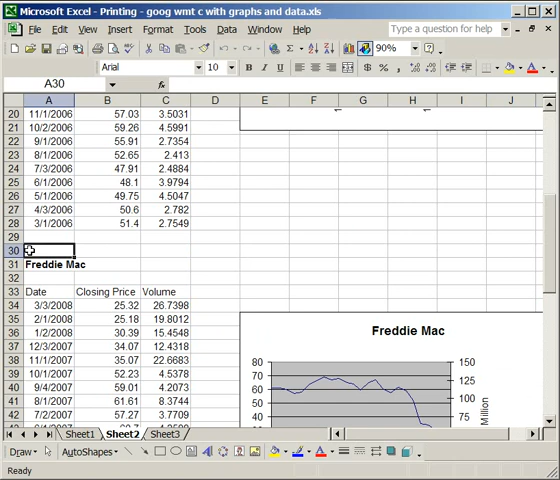 Microsoft Excel - Printing - goog wmt c with graphs and data.xls
File Edit View Insert Format Tools Data Window Help
Type a question for help
90%
Arial 10 B I U $ % ,
A30 fx
A B C D E F G H I J
20 11/1/2006 57.03 3.5031
21 10/2/2006 59.26 4.5991
22 9/1/2006 55.91 2.7354
23 8/1/2006 52.65 2.413
24 7/3/2006 47.91 2.4884
25 6/1/2006 48.1 3.9794
26 5/1/2006 49.75 4.5047
27 4/3/2006 50.6 2.782
28 3/1/2006 51.4 2.7549
29
30
31 Freddie Mac
32
33 Date Closing Price Volume
34 3/3/2008 25.32 26.7398
35 2/1/2008 25.18 19.8012
36 1/2/2008 30.39 15.4548
37 12/3/2007 34.07 12.4318
38 11/1/2007 35.07 22.6683
39 10/1/2007 52.23 4.5378
40 9/4/2007 59.01 4.2073
41 8/1/2007 61.61 8.3744
42 7/2/2007 57.27 3.7709
Freddie Mac
80 150
70 125
60 100
50 75
40
Million
Sheet1 Sheet2 Sheet3
Draw AutoShapes
Ready